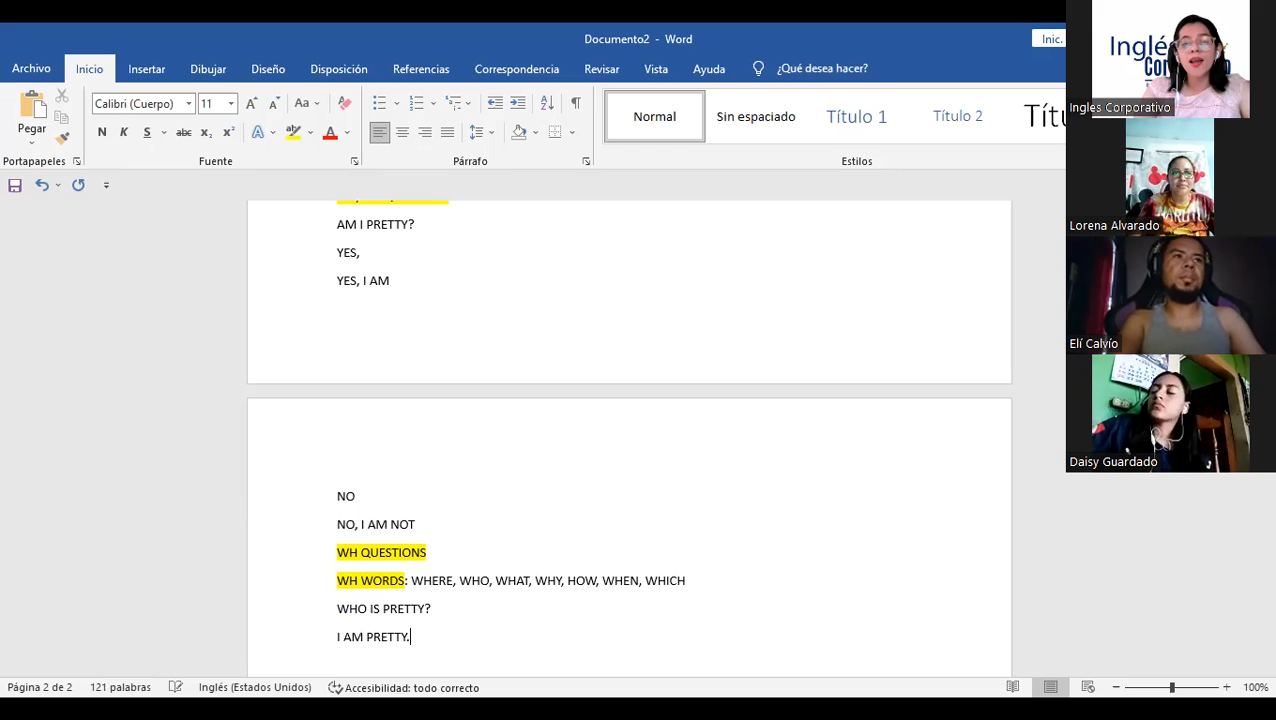 Documento2 - Word
Inic.
Archivo
Inicio
Insertar
Dibujar
Diseño
Disposición
Referencias
Correspondencia
Revisar
Vista
Ayuda
¿Qué desea hacer?
Pegar
Calibri (Cuerpo)
11
Normal
Sin espaciado
Título 1
Título 2
Portapapeles
Fuente
Párrafo
Estilos
AM I PRETTY?
YES,
YES, I AM
NO
NO, I AM NOT
WH QUESTIONS
WH WORDS: WHERE, WHO, WHAT, WHY, HOW, WHEN, WHICH
WHO IS PRETTY?
I AM PRETTY.
Página 2 de 2
121 palabras
Inglés (Estados Unidos)
Accesibilidad: todo correcto
100%
Ingles Corporativo
Lorena Alvarado
Elí Calvío
Daisy Guardado